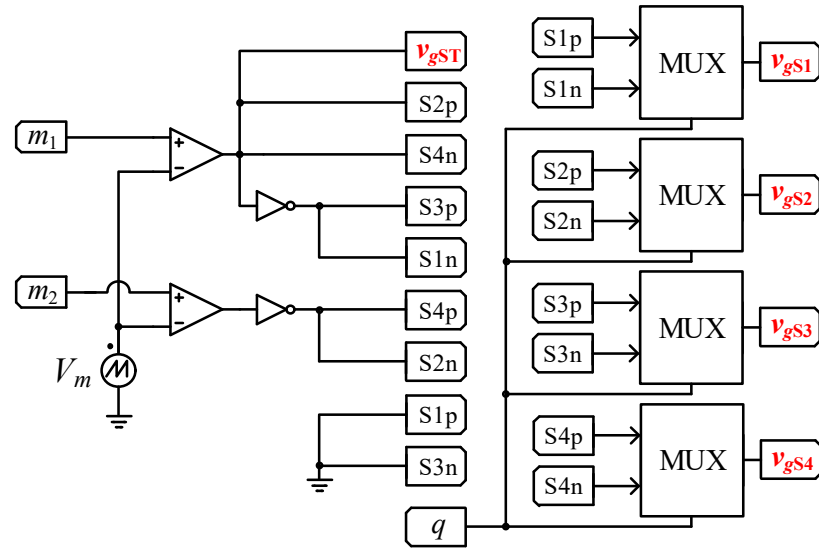 m1
Vm
m2
+
−
+
−
vgST
S2p
S4n
S3p
S1n
S4p
S2n
S1p
S3n
q
S1p
S1n
MUX
vgS1
S2p
S2n
MUX
vgS2
S3p
S3n
MUX
vgS3
S4p
S4n
MUX
vgS4